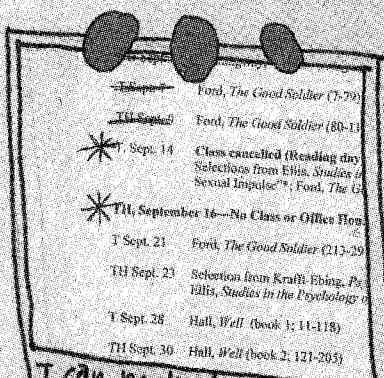 T Sept 7 Ford, The Good Soldier (7-79)
TH Sept 9 Ford, The Good Soldier (80-11
T. Sept. 14 Class cancelled (Reading day
Selections from Ellis, Studies in
Sexual Impulse"*; Ford, The G
TH, September 16—No Class or Office Hou
T Sept. 21 Ford, The Good Soldier (213-29
TH Sept. 23 Selection from Krafft-Ebing, Ps
Ellis, Studies in the Psychology o
T Sept. 28 Hall, Well (book 1; 11-118)
TH Sept. 30 Hall, Well (book 2; 121-205)
I can